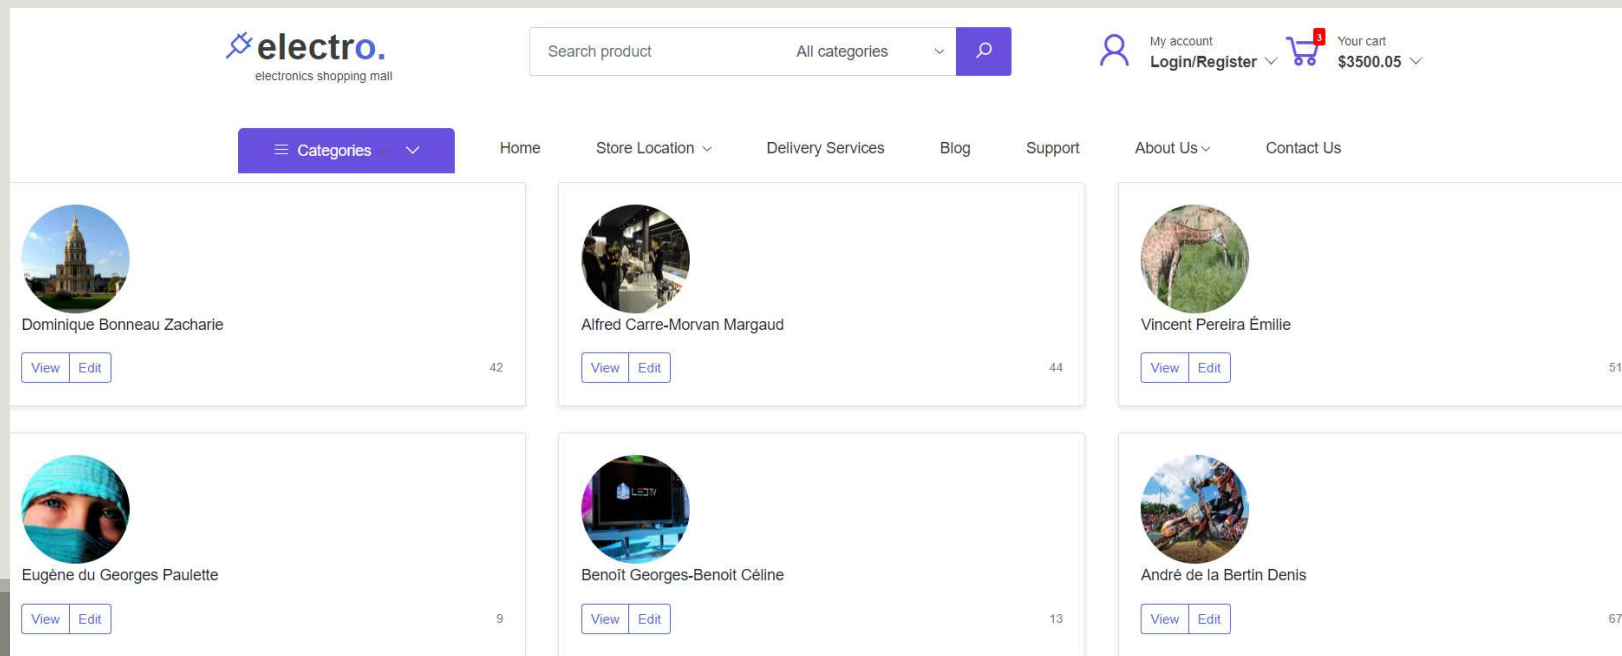 electro.
electronics shopping mall
Search product All categories
3
My account
Login/Register
Your cart
$3500.05
Categories Home Store Location Delivery Services Blog Support About Us Contact Us
Dominique Bonneau Zacharie
View Edit 42
Alfred Carre-Morvan Margaud
View Edit 44
Vincent Pereira Émilie
View Edit 51
Eugène du Georges Paulette
View Edit 9
LEDTV
Benoît Georges-Benoit Céline
View Edit 13
André de la Bertin Denis
View Edit 67